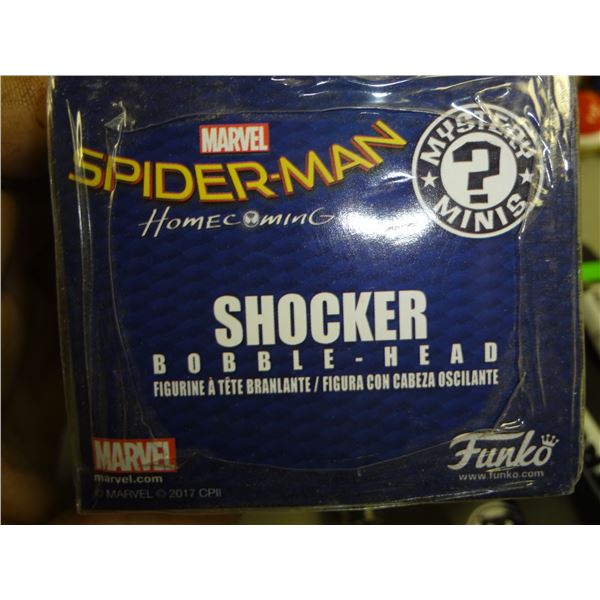 MARVEL
SPIDER-MAN
HOMECOMING
MYSTERY
?
MINIS
SHOCKER
BOBBLE-HEAD
FIGURINE À TÊTE BRANLANTE / FIGURA CON CABEZA OSCILANTE
MARVEL
marvel.com
© MARVEL © 2017 CPII
Funko
www.funko.com